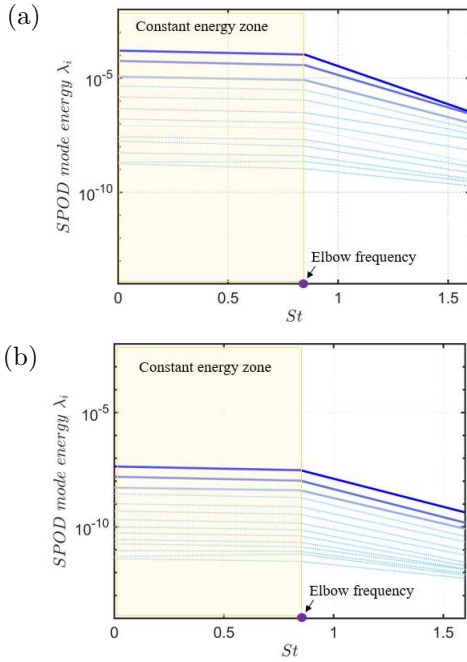 (a)
Constant energy zone
SPOD mode energy λᵢ
10⁻⁵
10⁻¹⁰
Elbow frequency
0 0.5 1 1.5
St
(b)
Constant energy zone
SPOD mode energy λᵢ
10⁻⁵
10⁻¹⁰
Elbow frequency
0 0.5 1 1.5
St